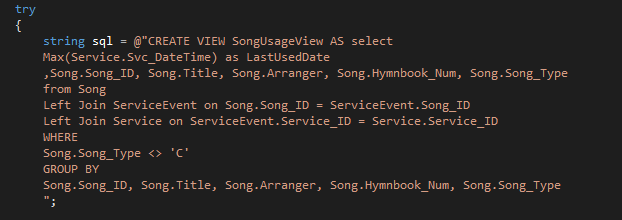 try
{
string sql = @"CREATE VIEW SongUsageView AS select
Max(Service.Svc_DateTime) as LastUsedDate
,Song.Song_ID, Song.Title, Song.Arranger, Song.Hymnbook_Num, Song.Song_Type
from Song
Left Join ServiceEvent on Song.Song_ID = ServiceEvent.Song_ID
Left Join Service on ServiceEvent.Service_ID = Service.Service_ID
WHERE
Song.Song_Type <> 'C'
GROUP BY
Song.Song_ID, Song.Title, Song.Arranger, Song.Hymnbook_Num, Song.Song_Type
";